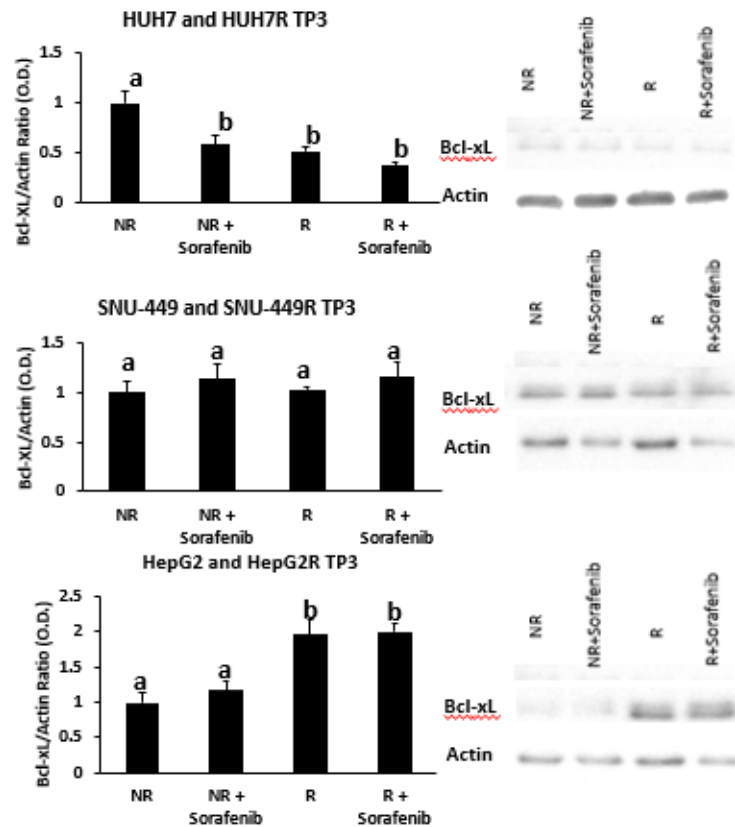 HUH7 and HUH7R TP3
Bcl-XL/Actin Ratio (O.D.)
1.5
1
0.5
0
a
b
b
b
NR
NR +
Sorafenib
R
R +
Sorafenib
NR
NR+Sorafenib
R
R+Sorafenib
Bcl-xL
Actin
SNU-449 and SNU-449R TP3
Bcl-XL/Actin (O.D.)
1.5
1
0.5
0
a
a
a
a
NR
NR +
Sorafenib
R
R +
Sorafenib
NR
NR+Sorafenib
R
R+Sorafenib
Bcl-xL
Actin
HepG2 and HepG2R TP3
Bcl-XL/Actin Ratio (O.D.)
2.5
2
1.5
1
0.5
0
a
a
b
b
NR
NR +
Sorafenib
R
R +
Sorafenib
NR
NR+Sorafenib
R
R+Sorafenib
Bcl-xL
Actin